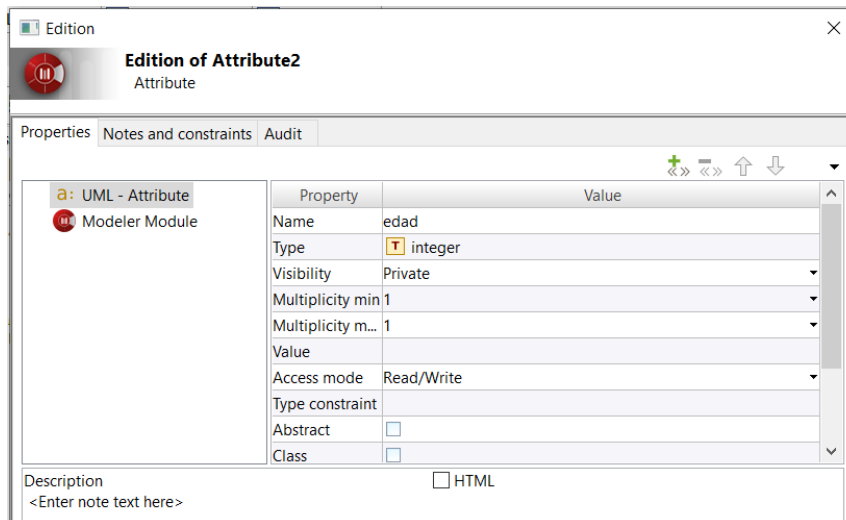 Edition
Edition of Attribute2
Attribute
Properties Notes and constraints Audit
a: UML - Attribute
Modeler Module
Property Value
Name edad
Type T integer
Visibility Private
Multiplicity min 1
Multiplicity m... 1
Value
Access mode Read/Write
Type constraint
Abstract
Class
Description HTML
<Enter note text here>